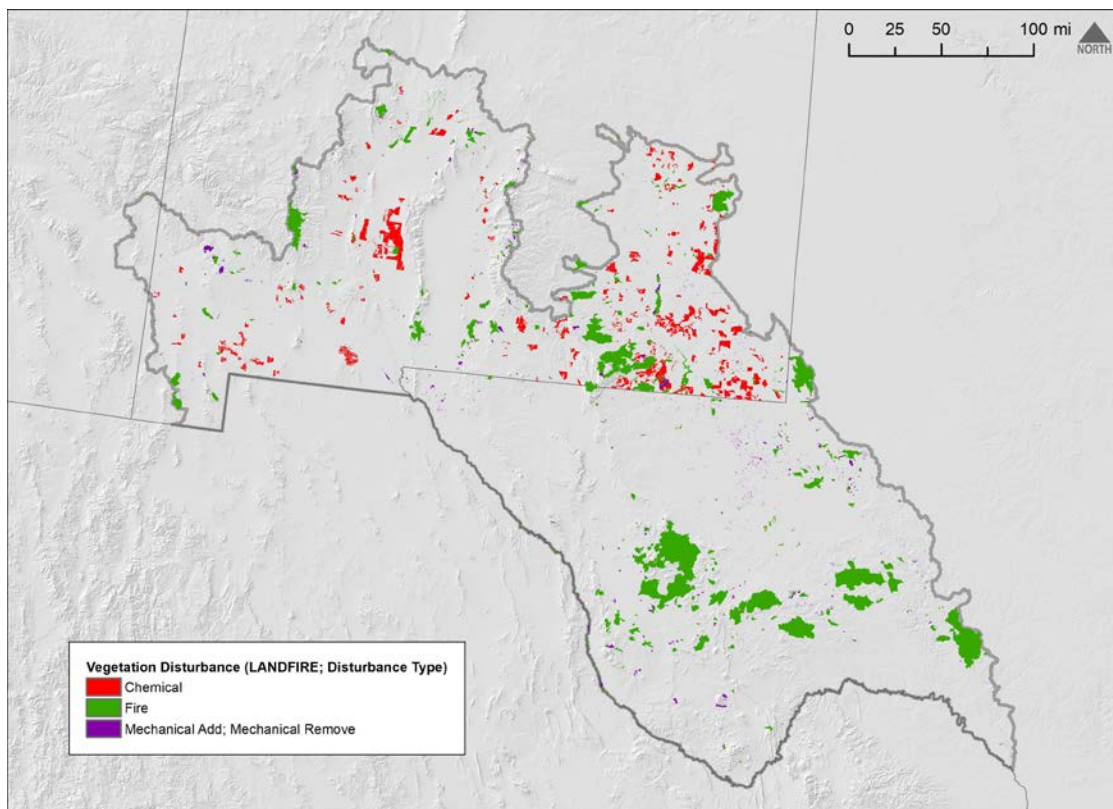 0 25 50 100 mi
NORTH
Vegetation Disturbance (LANDFIRE; Disturbance Type)
Chemical
Fire
Mechanical Add; Mechanical Remove